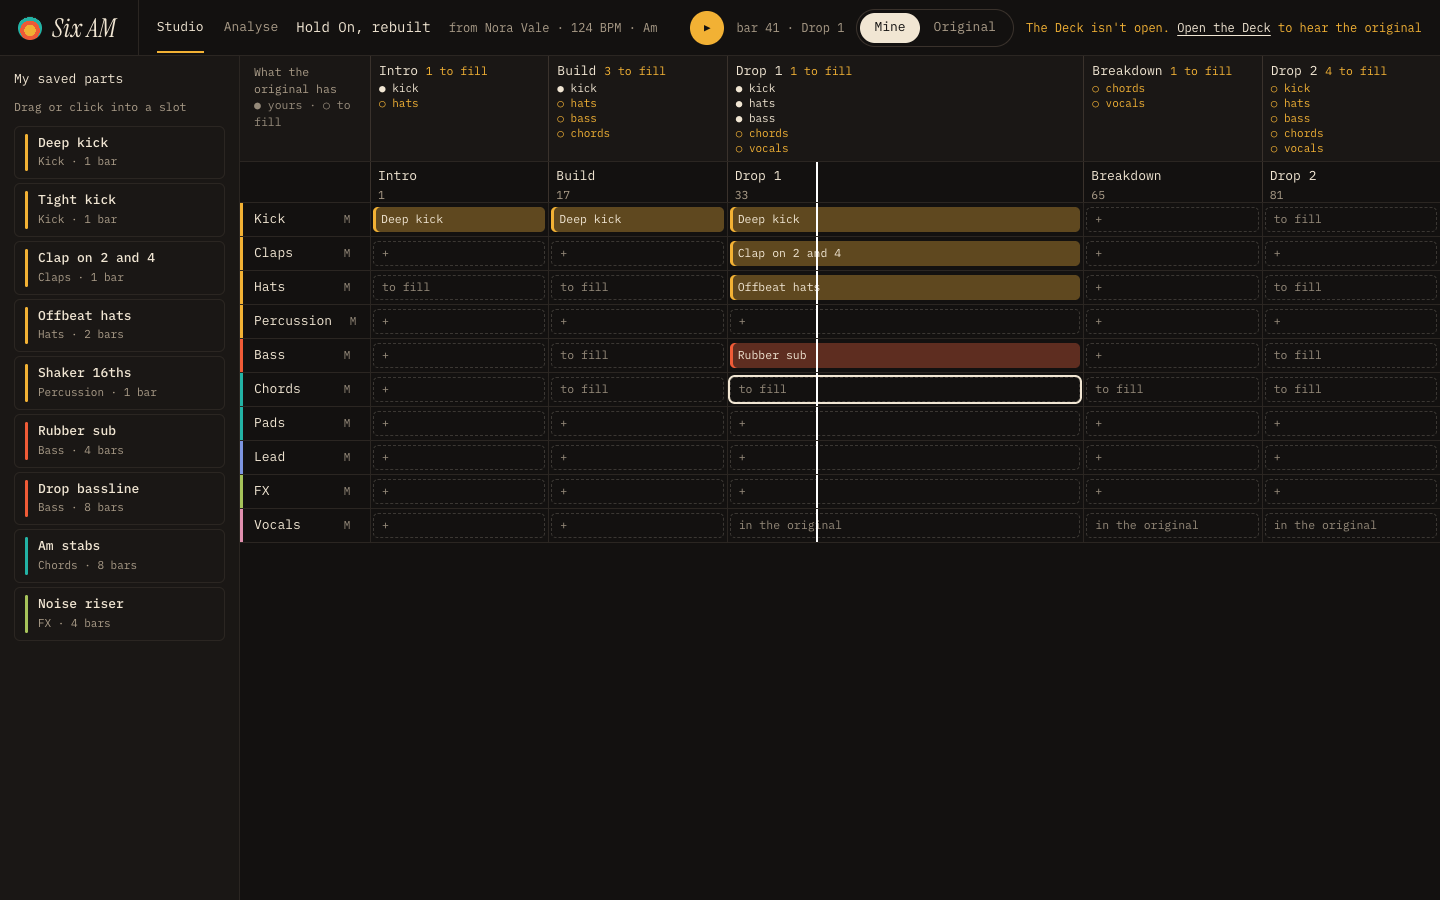 Six AM
Studio
Analyse
Hold On, rebuilt
from Nora Vale · 124 BPM · Am
bar 41 · Drop 1
Mine
Original
The Deck isn't open. Open the Deck to hear the original
My saved parts
Drag or click into a slot
Deep kick
Kick · 1 bar
Tight kick
Kick · 1 bar
Clap on 2 and 4
Claps · 1 bar
Offbeat hats
Hats · 2 bars
Shaker 16ths
Percussion · 1 bar
Rubber sub
Bass · 4 bars
Drop bassline
Bass · 8 bars
Am stabs
Chords · 8 bars
Noise riser
FX · 4 bars
What the
original has
● yours · ○ to
fill
Intro 1 to fill
● kick
○ hats
Build 3 to fill
● kick
○ hats
○ bass
○ chords
Drop 1 1 to fill
● kick
● hats
● bass
○ chords
○ vocals
Breakdown 1 to fill
○ chords
○ vocals
Drop 2 4 to fill
○ kick
○ hats
○ bass
○ chords
○ vocals
Intro
1
Build
17
Drop 1
33
Breakdown
65
Drop 2
81
Kick M Deep kick Deep kick Deep kick + to fill
Claps M + + Clap on 2 and 4 + +
Hats M to fill to fill Offbeat hats + to fill
Percussion M + + + + +
Bass M + to fill Rubber sub + to fill
Chords M + to fill to fill to fill to fill
Pads M + + + + +
Lead M + + + + +
FX M + + + + +
Vocals M + + in the original in the original in the original